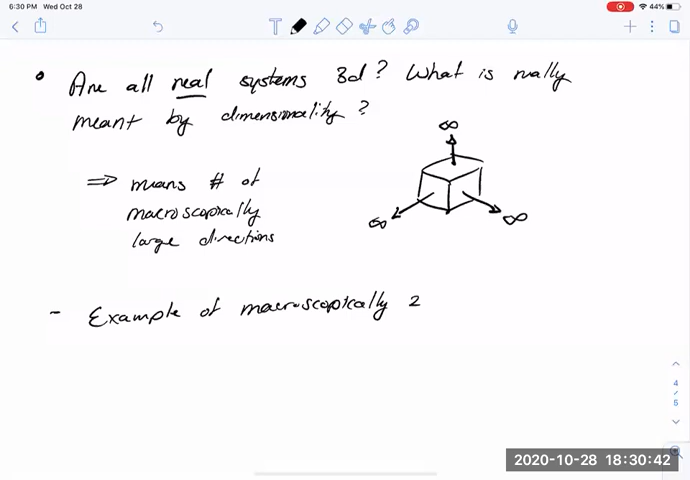 6:30 PM Wed Oct 28
44%
T
Are all real systems 3d? What is really
meant by dimensionality?
∞
⇒ means # of
macroscopically
large directions
∞
∞
- Example of macroscopically 2
4
/
5
2020-10-28 18:30:42